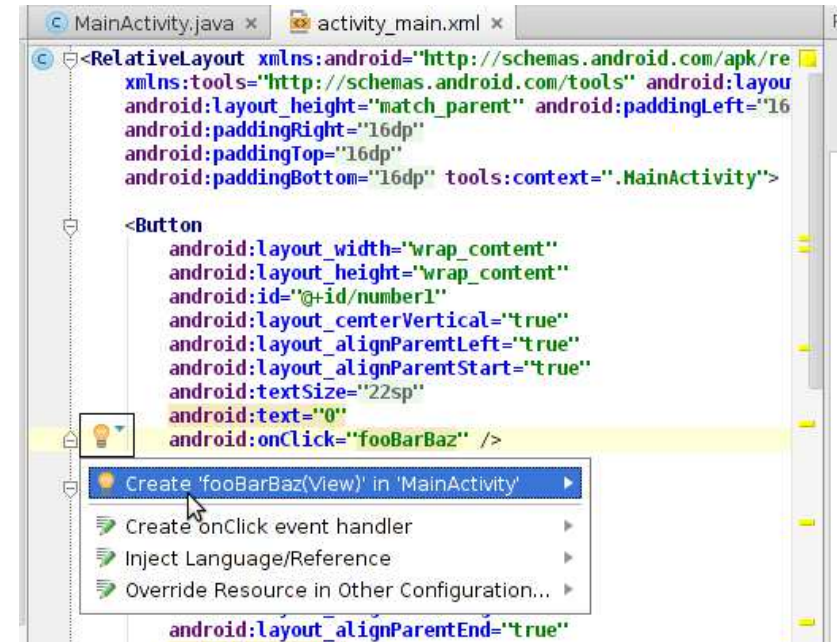 MainActivity.java ×
activity_main.xml ×
<RelativeLayout xmlns:android="http://schemas.android.com/apk/re
xmlns:tools="http://schemas.android.com/tools" android:layou
android:layout_height="match_parent" android:paddingLeft="16
android:paddingRight="16dp"
android:paddingTop="16dp"
android:paddingBottom="16dp" tools:context=".MainActivity">
<Button
android:layout_width="wrap_content"
android:layout_height="wrap_content"
android:id="@+id/number1"
android:layout_centerVertical="true"
android:layout_alignParentLeft="true"
android:layout_alignParentStart="true"
android:textSize="22sp"
android:text="0"
android:onClick="fooBarBaz" />
Create 'fooBarBaz(View)' in 'MainActivity'
Create onClick event handler
Inject Language/Reference
Override Resource in Other Configuration...
android:layout_alignParentEnd="true"